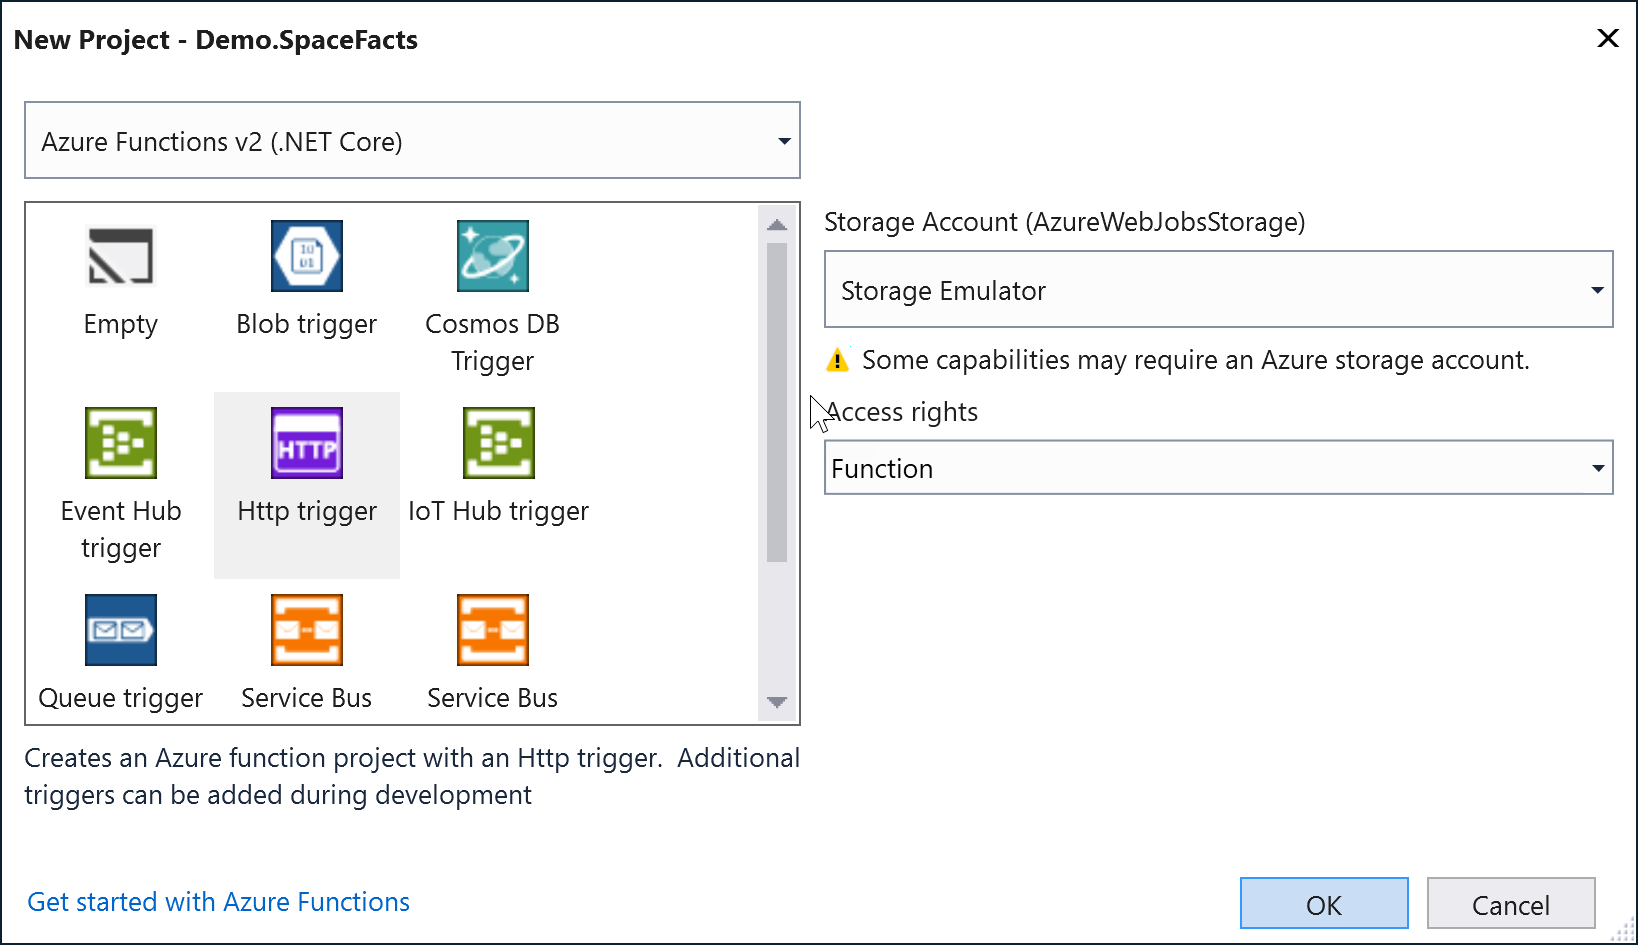 New Project - Demo.SpaceFacts
Azure Functions v2 (.NET Core)
Empty
Blob trigger
Cosmos DB
Trigger
Event Hub
trigger
HTTP
Http trigger
IoT Hub trigger
Queue trigger
Service Bus
Service Bus
Creates an Azure function project with an Http trigger.  Additional
triggers can be added during development
Storage Account (AzureWebJobsStorage)
Storage Emulator
Some capabilities may require an Azure storage account.
Access rights
Function
Get started with Azure Functions
OK
Cancel